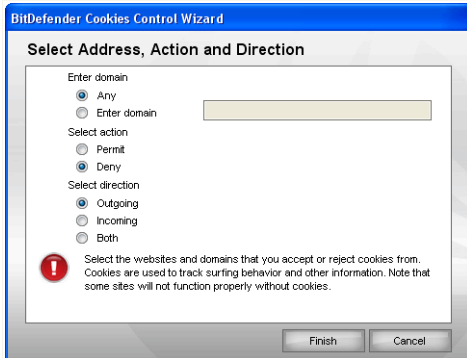 BitDefender Cookies Control Wizard
Select Address, Action and Direction
Enter domain
Any
Enter domain
Select action
Permit
Deny
Select direction
Outgoing
Incoming
Both
Select the websites and domains that you accept or reject cookies from.
Cookies are used to track surfing behavior and other information. Note that
some sites will not function properly without cookies.
Finish
Cancel